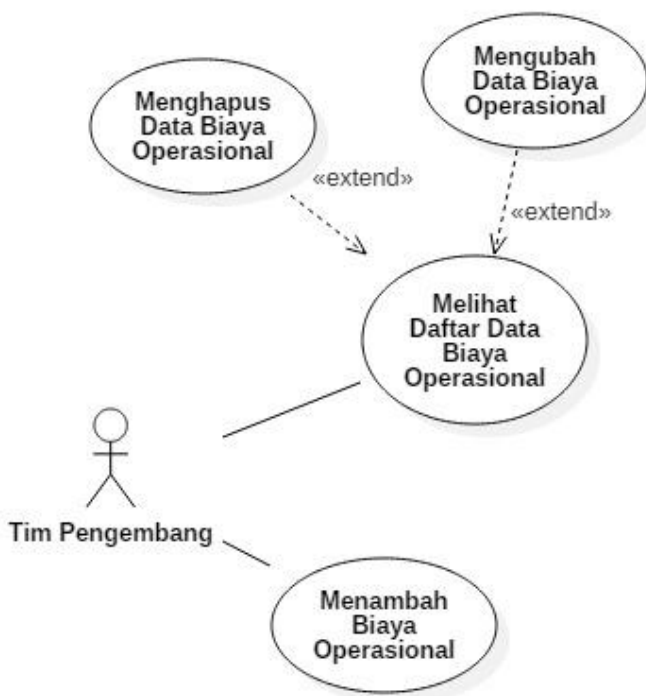 Mengubah
Data Biaya
Operasional
Menghapus
Data Biaya
Operasional
«extend»
«extend»
Melihat
Daftar Data
Biaya
Operasional
Tim Pengembang
Menambah
Biaya
Operasional